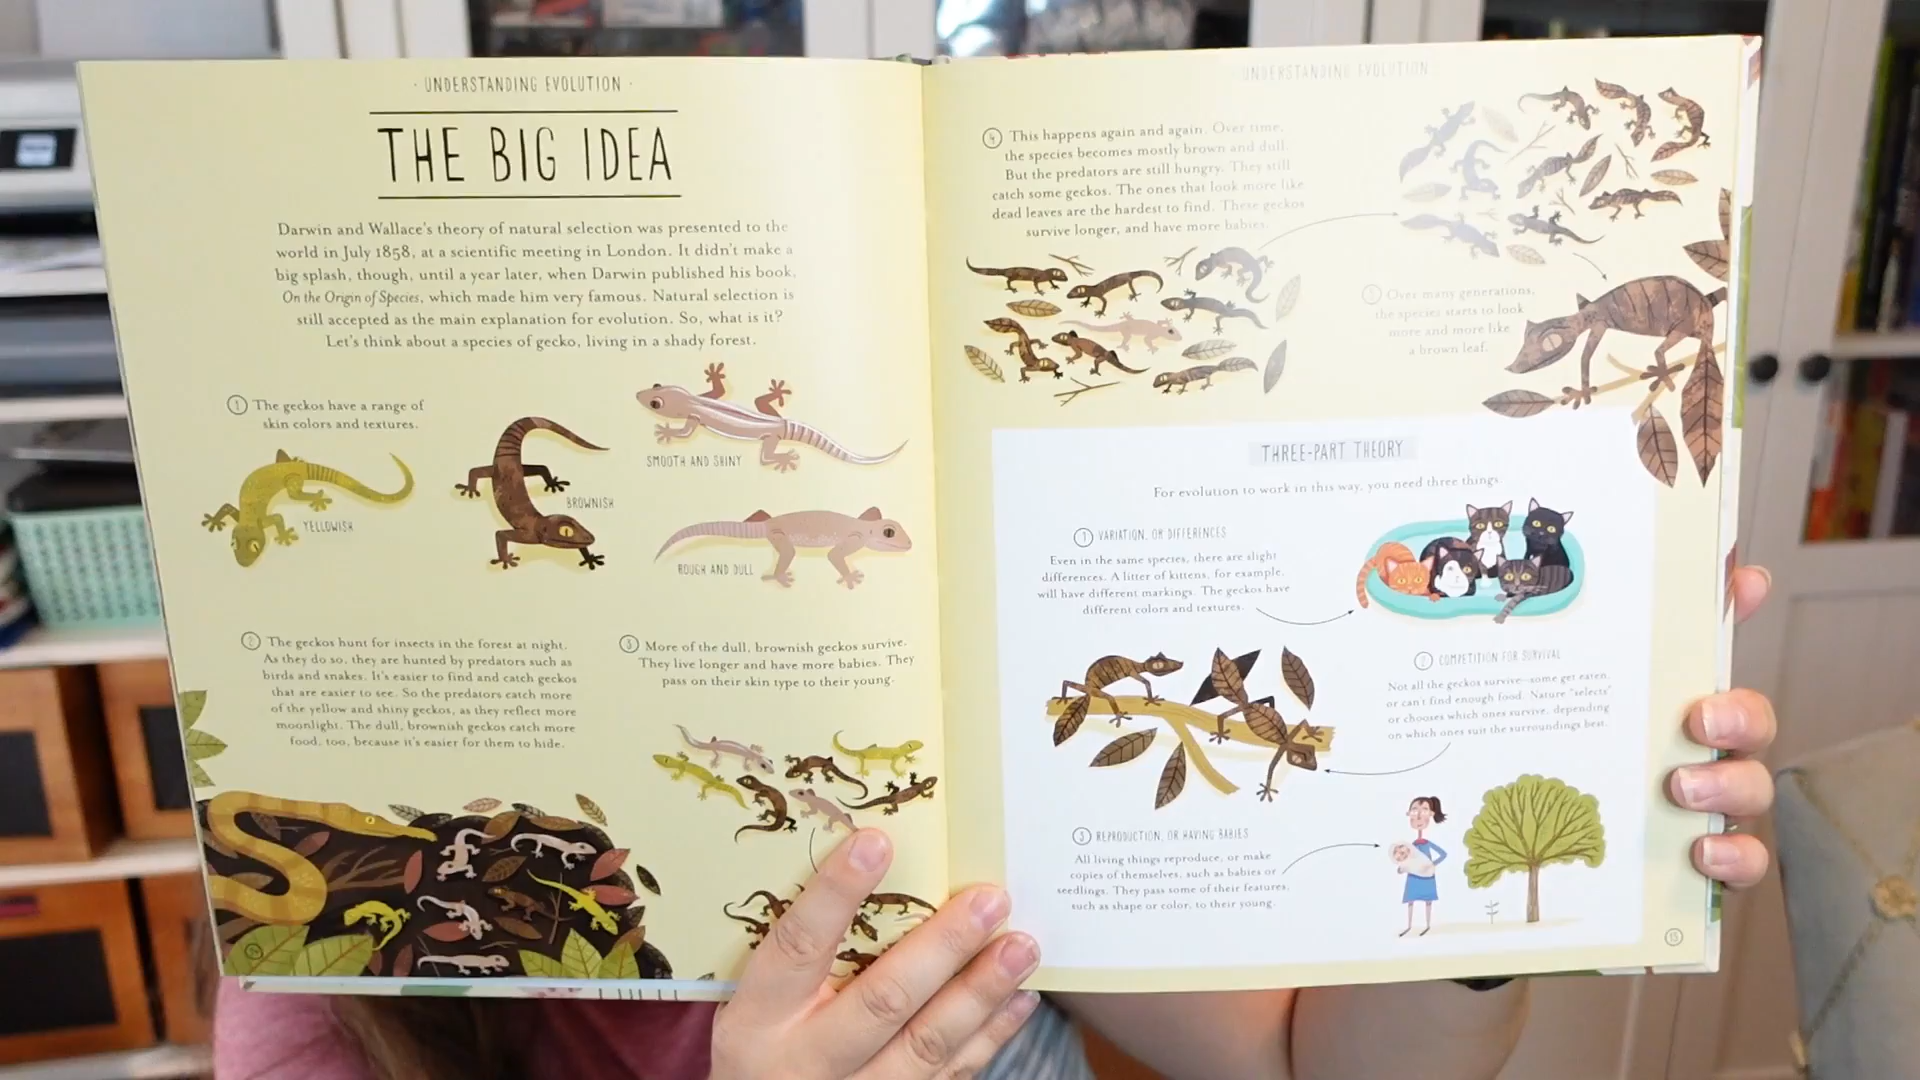 · UNDERSTANDING EVOLUTION ·
THE BIG IDEA
Darwin and Wallace's theory of natural selection was presented to the
world in July 1858, at a scientific meeting in London. It didn't make a
big splash, though, until a year later, when Darwin published his book,
On the Origin of Species, which made him very famous. Natural selection is
still accepted as the main explanation for evolution. So, what is it?
Let's think about a species of gecko, living in a shady forest.
1 The geckos have a range of
skin colors and textures.
YELLOWISH
BROWNISH
SMOOTH AND SHINY
ROUGH AND DULL
2 The geckos hunt for insects in the forest at night.
As they do so, they are hunted by predators such as
birds and snakes. It's easier to find and catch geckos
that are easier to see. So the predators catch more
of the yellow and shiny geckos, as they reflect more
moonlight. The dull, brownish geckos catch more
food, too, because it's easier for them to hide.
3 More of the dull, brownish geckos survive.
They live longer and have more babies. They
pass on their skin type to their young.
14
· UNDERSTANDING EVOLUTION ·
4 This happens again and again. Over time,
the species becomes mostly brown and dull.
But the predators are still hungry. They still
catch some geckos. The ones that look more like
dead leaves are the hardest to find. These geckos
survive longer, and have more babies.
5 Over many generations,
the species starts to look
more and more like
a brown leaf.
THREE-PART THEORY
For evolution to work in this way, you need three things.
1 VARIATION, OR DIFFERENCES
Even in the same species, there are slight
differences. A litter of kittens, for example,
will have different markings. The geckos have
different colors and textures.
2 COMPETITION FOR SURVIVAL
Not all the geckos survive—some get eaten,
or can't find enough food. Nature "selects"
or chooses which ones survive, depending
on which ones suit the surroundings best.
3 REPRODUCTION, OR HAVING BABIES
All living things reproduce, or make
copies of themselves, such as babies or
seedlings. They pass some of their features,
such as shape or color, to their young.
15